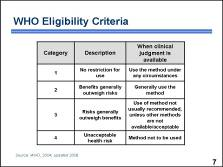 WHO Eligibility Criteria
Category
Description
When clinical
judgment is
available
1
No restriction for
use
Use the method under
any circumstances
2
Benefits generally
outweigh risks
Generally use the
method
3
Risks generally
outweigh benefits
Use of method not
usually recommended,
unless other methods
are not
available/acceptable
4
Unacceptable
health risk
Method not to be used
Source: WHO, 2004; updated 2008.
7